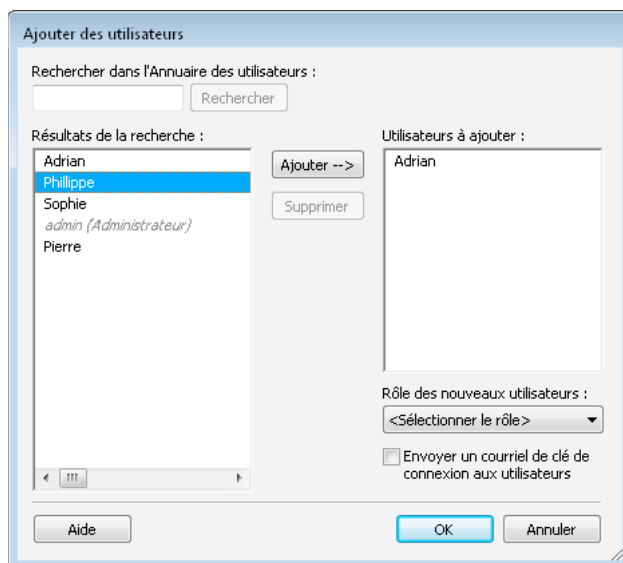 Ajouter des utilisateurs
Rechercher dans l'Annuaire des utilisateurs :
Rechercher
Résultats de la recherche :
Adrian
Phillippe
Sophie
admin (Administrateur)
Pierre
Ajouter -->
Supprimer
Utilisateurs à ajouter :
Adrian
Rôle des nouveaux utilisateurs :
<Sélectionner le rôle>
Envoyer un courriel de clé de
connexion aux utilisateurs
Aide
OK
Annuler